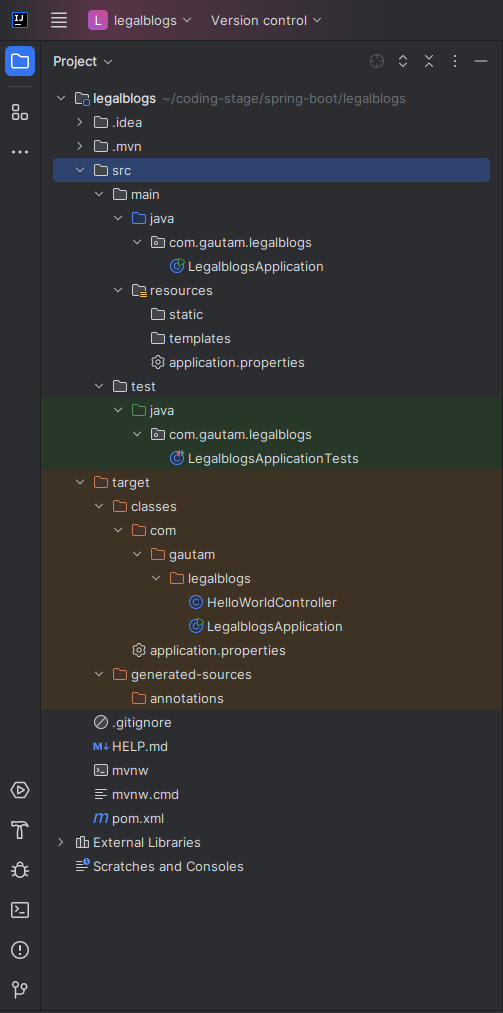 IJ L legalblogs Version control
Project
legalblogs ~/coding-stage/spring-boot/legalblogs
.idea
.mvn
src
main
java
com.gautam.legalblogs
LegalblogsApplication
resources
static
templates
application.properties
test
java
com.gautam.legalblogs
LegalblogsApplicationTests
target
classes
com
gautam
legalblogs
HelloWorldController
LegalblogsApplication
application.properties
generated-sources
annotations
.gitignore
M↓ HELP.md
mvnw
mvnw.cmd
m pom.xml
External Libraries
Scratches and Consoles